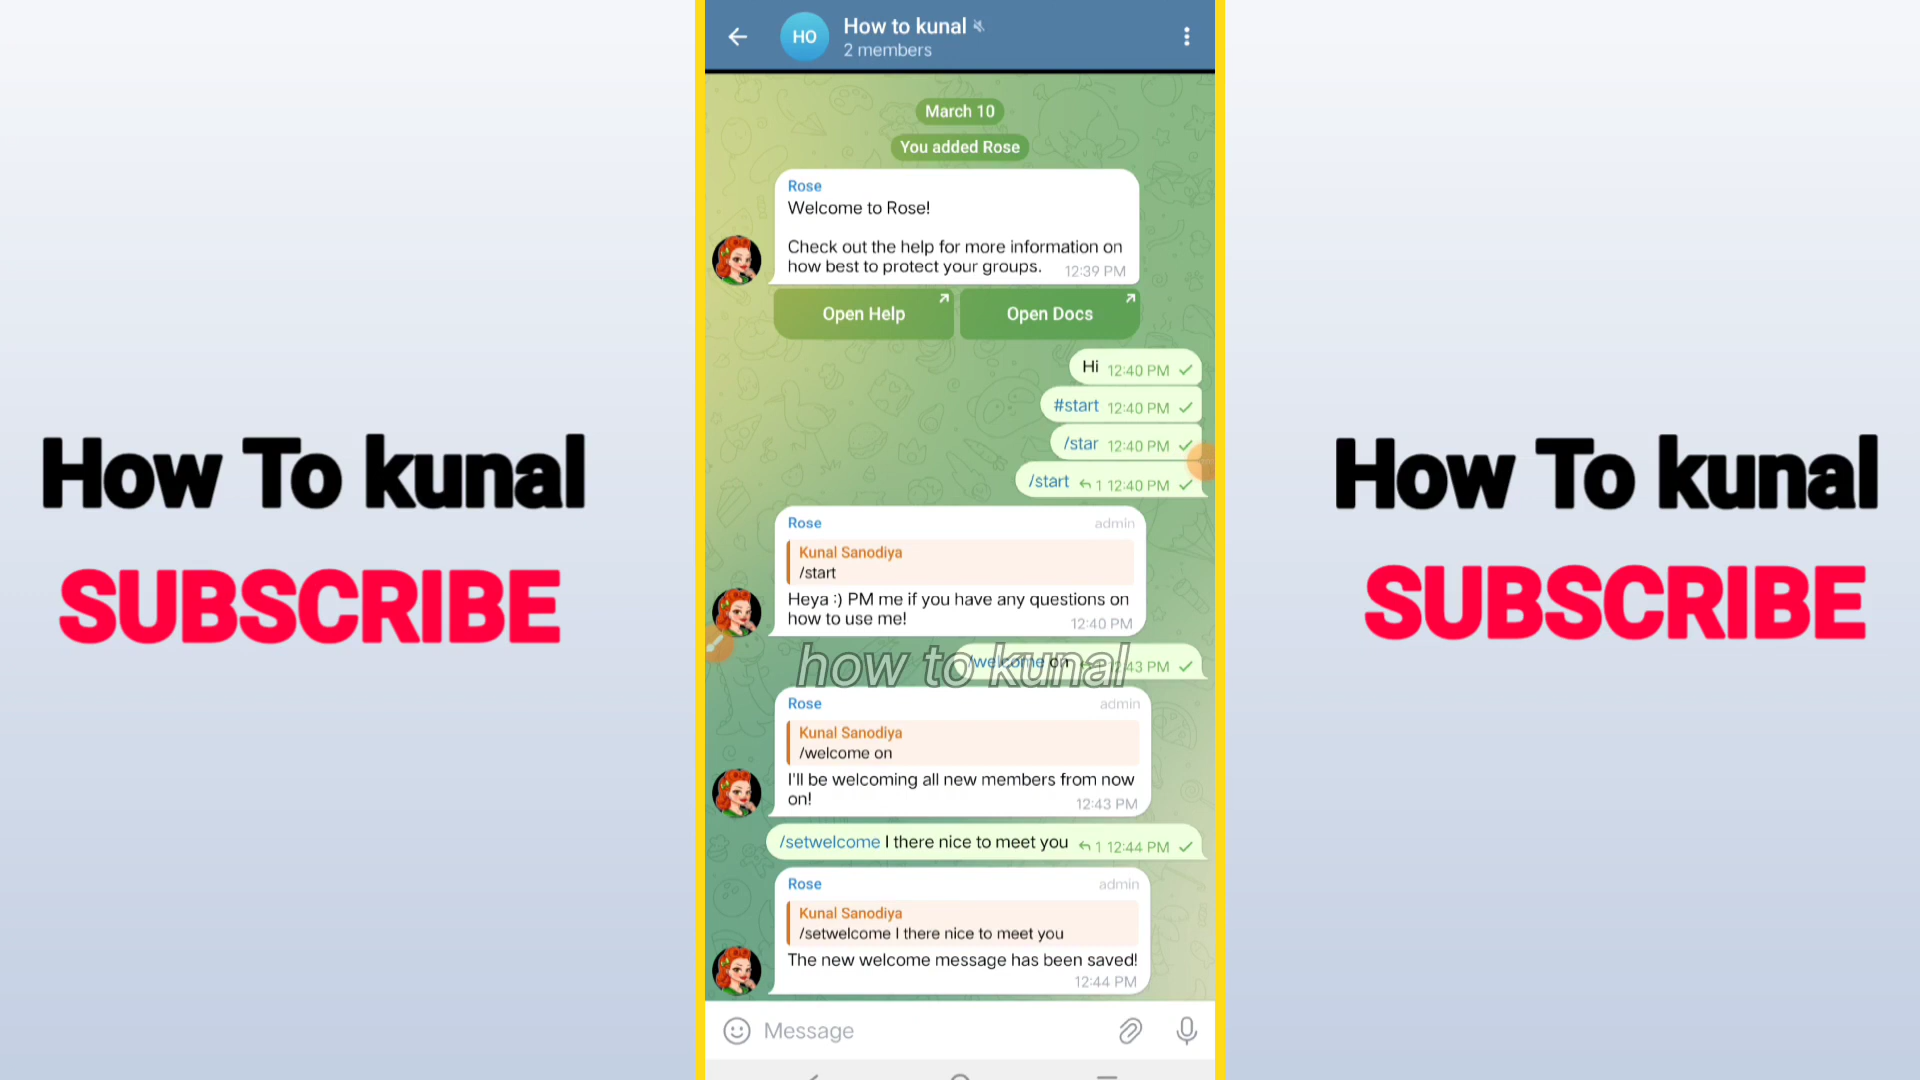 How to kunal
HO
2 members
March 10
You added Rose
Rose
Welcome to Rose!
Check out the help for more information on
how best to protect your groups. 12:39 PM
Open Help
Open Docs
Hi 12:40 PM
#start 12:40 PM
/star 12:40 PM
/start 1 12:40 PM
Rose admin
Kunal Sanodiya
/start
Heya :) PM me if you have any questions on
how to use me! 12:40 PM
/welcome on 12:43 PM
how to kunal
Rose admin
Kunal Sanodiya
/welcome on
I'll be welcoming all new members from now
on! 12:43 PM
/setwelcome I there nice to meet you 1 12:44 PM
Rose admin
Kunal Sanodiya
/setwelcome I there nice to meet you
The new welcome message has been saved!
12:44 PM
Message
How To kunal
SUBSCRIBE
How To kunal
SUBSCRIBE